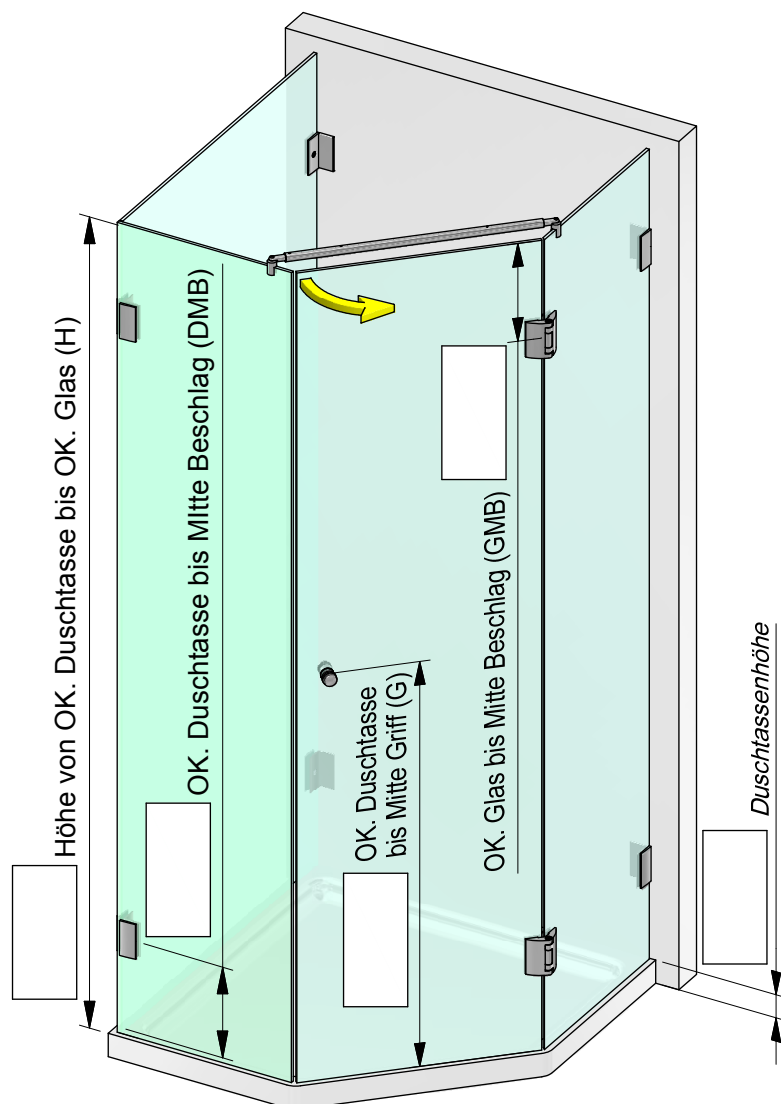 Höhe von OK. Duschtasse bis OK. Glas (H)
OK. Duschtasse bis MItte Beschlag (DMB)
OK. Duschtasse
bis Mitte Griff (G)
OK. Glas bis Mitte Beschlag (GMB)
Duschtassenhöhe